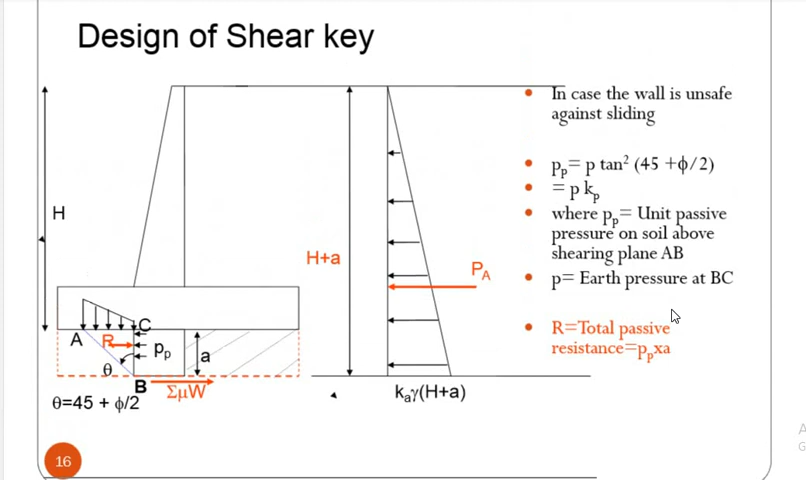 Design of Shear key
H
A
R
C
Pp
a
θ
B
ΣμW
θ=45 + ϕ/2
H+a
PA
kaγ(H+a)
In case the wall is unsafe
against sliding
pp= p tan² (45 +ϕ/2)
= p kp
where pp= Unit passive
pressure on soil above
shearing plane AB
p= Earth pressure at BC
R=Total passive
resistance=ppxa
16
A
G